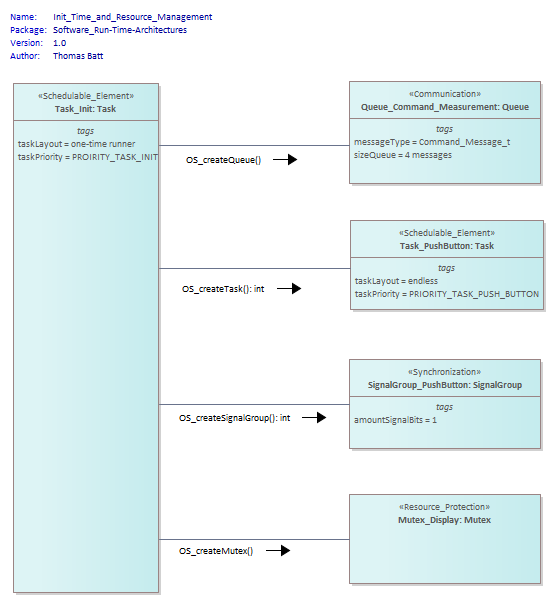 Name: Init_Time_and_Resource_Management
Package: Software_Run-Time-Architectures
Version: 1.0
Author: Thomas Batt
«Schedulable_Element»
Task_Init: Task
tags
taskLayout = one-time runner
taskPriority = PROIRITY_TASK_INIT
OS_createQueue()
«Communication»
Queue_Command_Measurement: Queue
tags
messageType = Command_Message_t
sizeQueue = 4 messages
OS_createTask(): int
«Schedulable_Element»
Task_PushButton: Task
tags
taskLayout = endless
taskPriority = PRIORITY_TASK_PUSH_BUTTON
OS_createSignalGroup(): int
«Synchronization»
SignalGroup_PushButton: SignalGroup
tags
amountSignalBits = 1
OS_createMutex()
«Resource_Protection»
Mutex_Display: Mutex